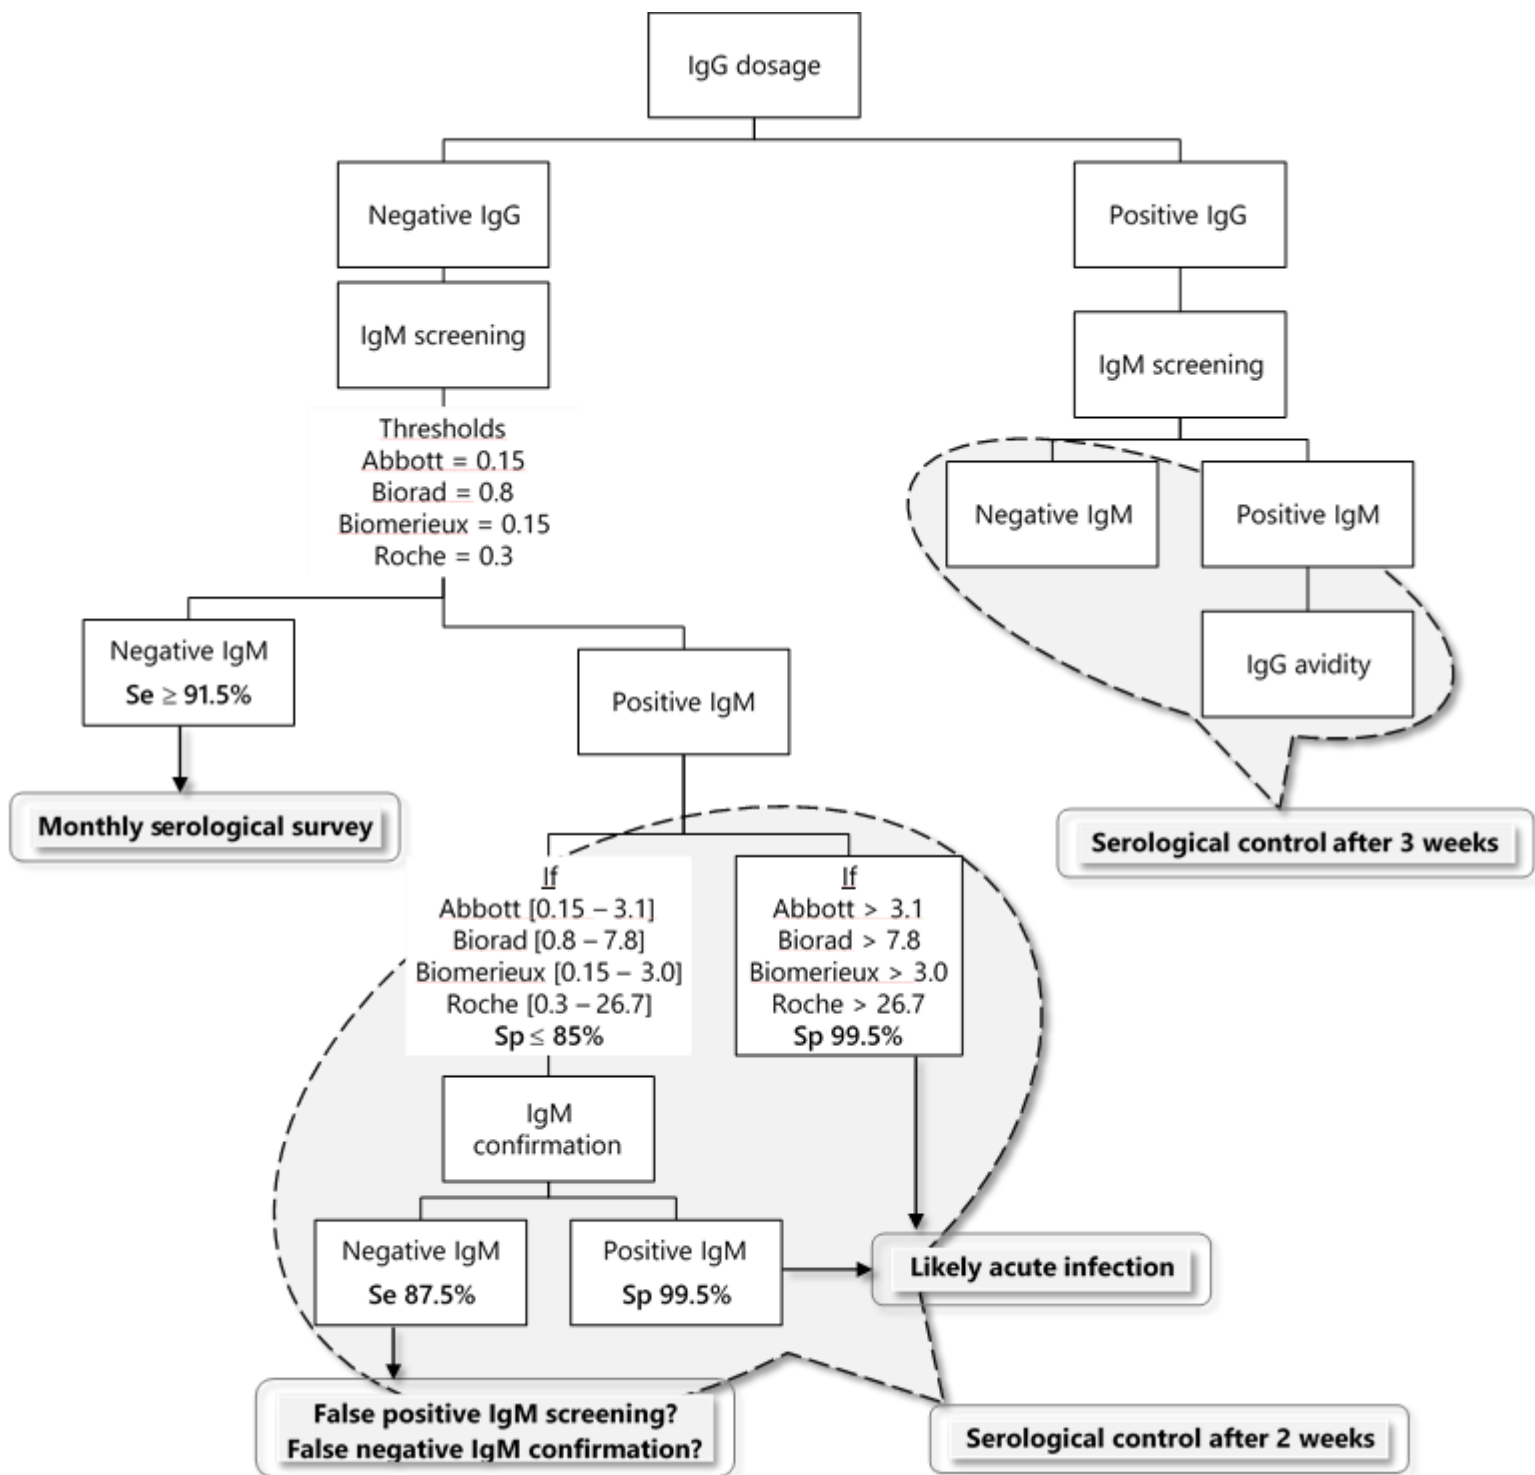 IgG dosage
Negative IgG
Positive IgG
IgM screening
IgM screening
Thresholds
Abbott = 0.15
Biorad = 0.8
Biomerieux = 0.15
Roche = 0.3
Negative IgM
Positive IgM
IgG avidity
Negative IgM
Se ≥ 91.5%
Positive IgM
Monthly serological survey
Serological control after 3 weeks
If
Abbott [0.15 – 3.1]
Biorad [0.8 – 7.8]
Biomerieux [0.15 – 3.0]
Roche [0.3 – 26.7]
Sp ≤ 85%
If
Abbott > 3.1
Biorad > 7.8
Biomerieux > 3.0
Roche > 26.7
Sp 99.5%
IgM
confirmation
Negative IgM
Se 87.5%
Positive IgM
Sp 99.5%
Likely acute infection
False positive IgM screening?
False negative IgM confirmation?
Serological control after 2 weeks